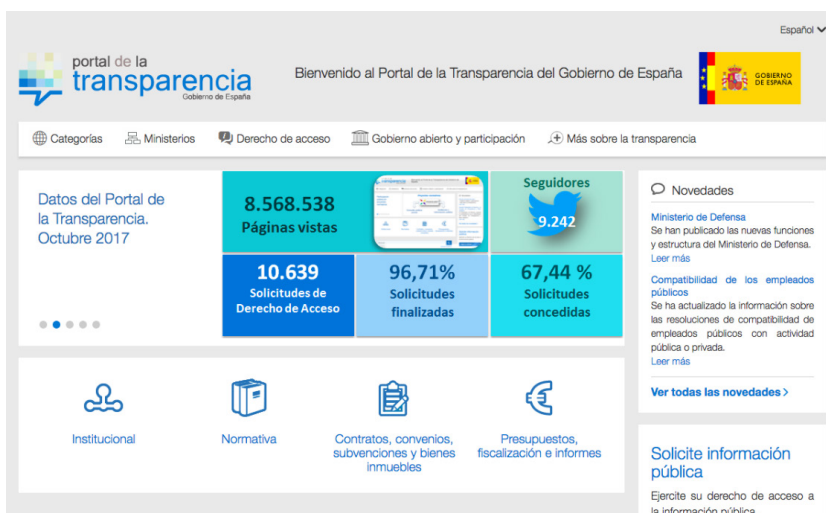 Español
portal de la
transparencia
Gobierno de España
Bienvenido al Portal de la Transparencia del Gobierno de España
GOBIERNO
DE ESPAÑA
Categorías
Ministerios
Derecho de acceso
Gobierno abierto y participación
Más sobre la transparencia
Datos del Portal de
la Transparencia.
Octubre 2017
8.568.538
Páginas vistas
Seguidores
9.242
10.639
Solicitudes de
Derecho de Acceso
96,71%
Solicitudes
finalizadas
67,44 %
Solicitudes
concedidas
Novedades
Ministerio de Defensa
Se han publicado las nuevas funciones
y estructura del Ministerio de Defensa.
Leer más
Compatibilidad de los empleados
públicos
Se ha actualizado la información sobre
las resoluciones de compatibilidad de
empleados públicos con actividad
pública o privada.
Leer más
Ver todas las novedades >
Institucional
Normativa
Contratos, convenios,
subvenciones y bienes
inmuebles
Presupuestos,
fiscalización e informes
Solicite información
pública
Ejercite su derecho de acceso a
la información pública